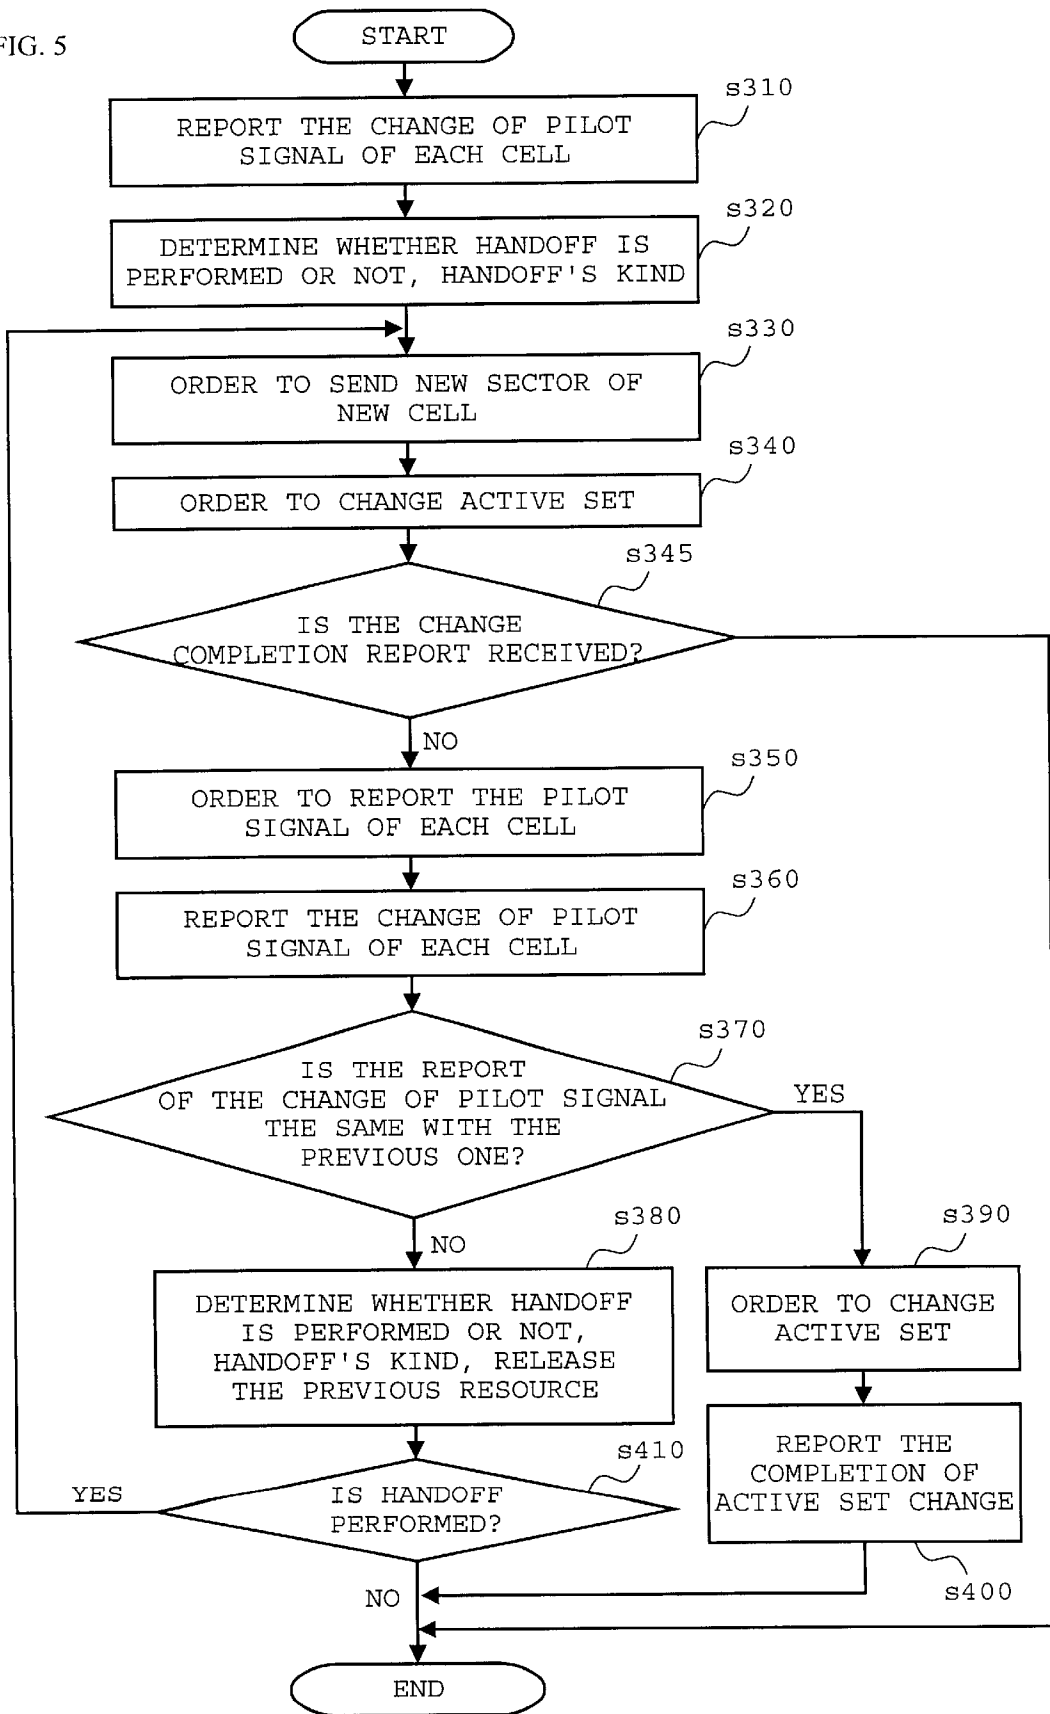 FIG. 5
START
s310
REPORT THE CHANGE OF PILOT
SIGNAL OF EACH CELL
s320
DETERMINE WHETHER HANDOFF IS
PERFORMED OR NOT, HANDOFF'S KIND
s330
ORDER TO SEND NEW SECTOR OF
NEW CELL
s340
ORDER TO CHANGE ACTIVE SET
s345
IS THE CHANGE
COMPLETION REPORT RECEIVED?
NO
s350
ORDER TO REPORT THE PILOT
SIGNAL OF EACH CELL
s360
REPORT THE CHANGE OF PILOT
SIGNAL OF EACH CELL
s370
IS THE REPORT
OF THE CHANGE OF PILOT SIGNAL
THE SAME WITH THE
PREVIOUS ONE?
YES
NO
s380
DETERMINE WHETHER HANDOFF
IS PERFORMED OR NOT,
HANDOFF'S KIND, RELEASE
THE PREVIOUS RESOURCE
s390
ORDER TO CHANGE
ACTIVE SET
s410
IS HANDOFF
PERFORMED?
YES
REPORT THE
COMPLETION OF
ACTIVE SET CHANGE
s400
NO
END